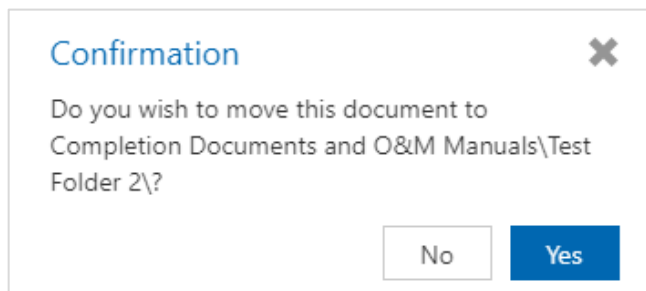 Confirmation
Do you wish to move this document to
Completion Documents and O&M Manuals\Test
Folder 2\?
No
Yes